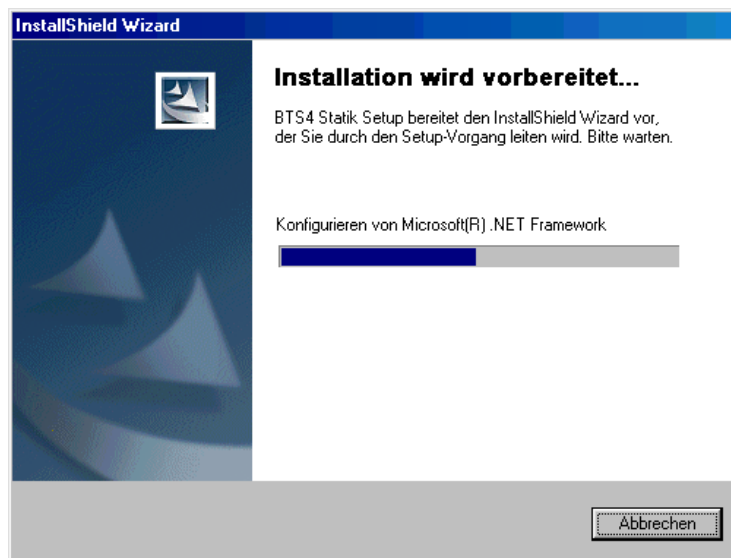 InstallShield Wizard
Installation wird vorbereitet...
BTS4 Statik Setup bereitet den InstallShield Wizard vor,
der Sie durch den Setup-Vorgang leiten wird. Bitte warten.
Konfigurieren von Microsoft(R) .NET Framework
Abbrechen